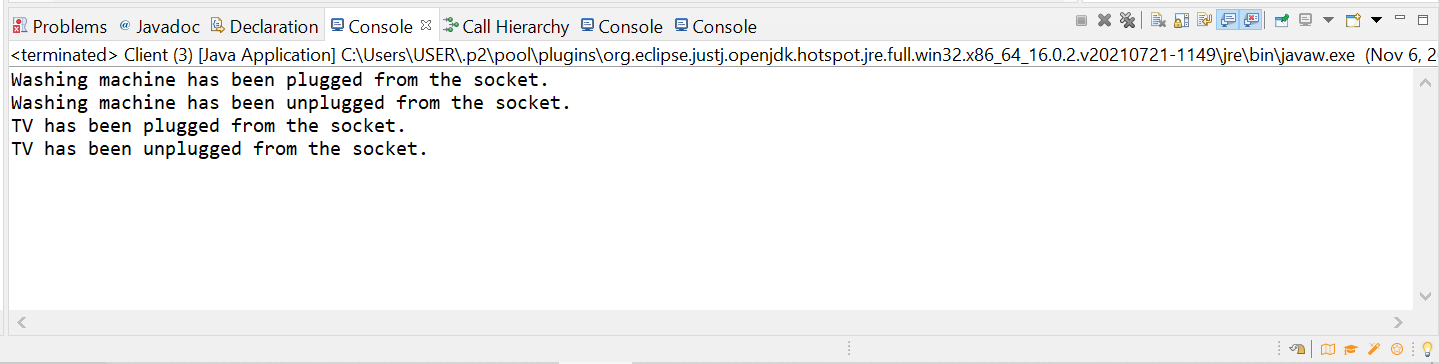 Problems @ Javadoc Declaration Console Call Hierarchy Console Console
<terminated> Client (3) [Java Application] C:\Users\USER\.p2\pool\plugins\org.eclipse.justj.openjdk.hotspot.jre.full.win32.x86_64_16.0.2.v20210721-1149\jre\bin\javaw.exe (Nov 6, 2
Washing machine has been plugged from the socket.
Washing machine has been unplugged from the socket.
TV has been plugged from the socket.
TV has been unplugged from the socket.